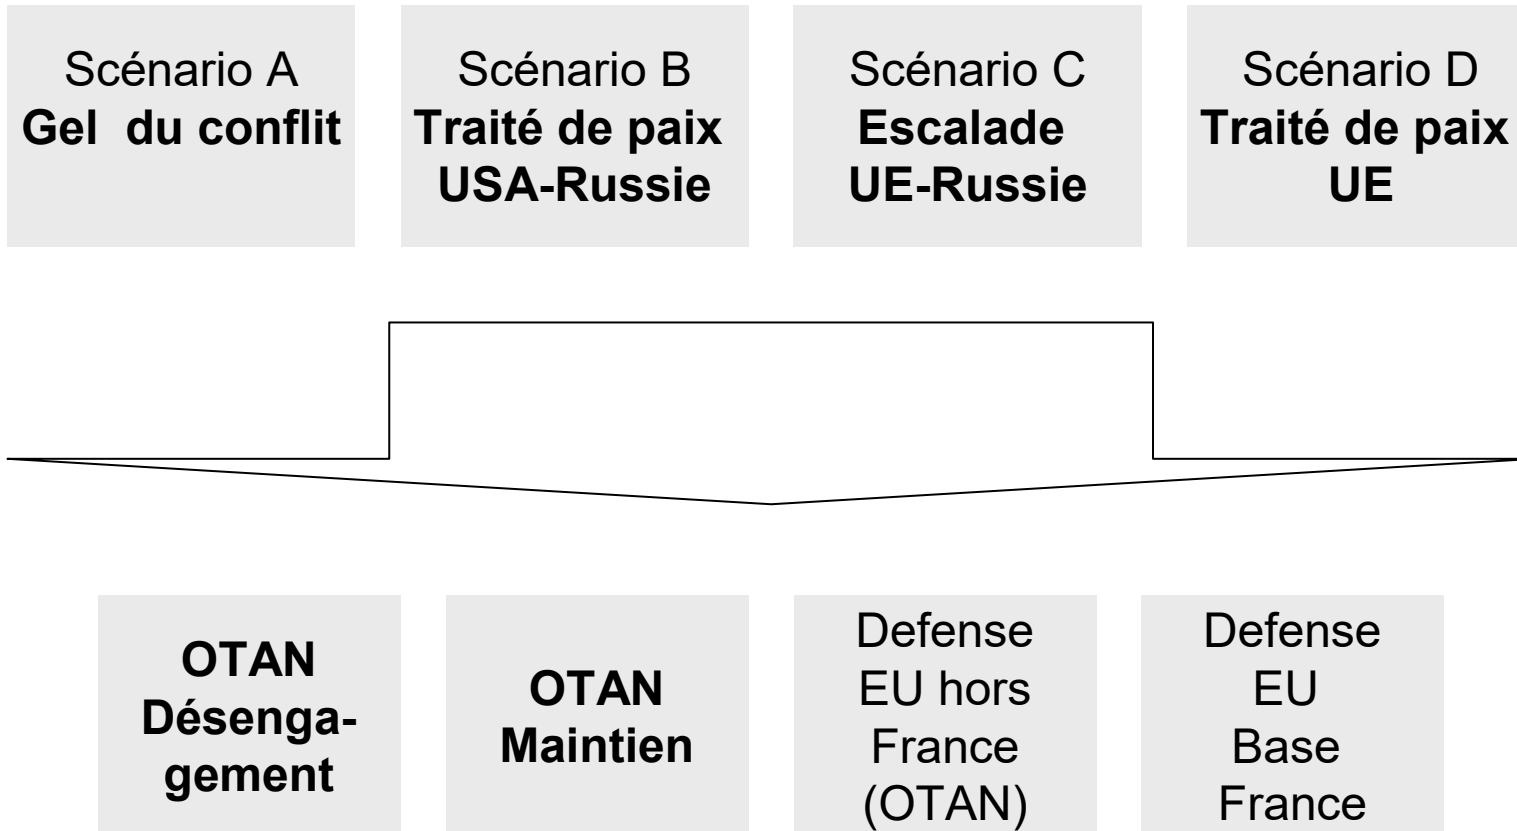 Scénario A
Gel  du conflit
Scénario B
Traité de paix
USA-Russie
Scénario C
Escalade
UE-Russie
Scénario D
Traité de paix
UE
OTAN
Désenga-
gement
OTAN
Maintien
Defense
EU hors
France
(OTAN)
Defense
EU
Base
France